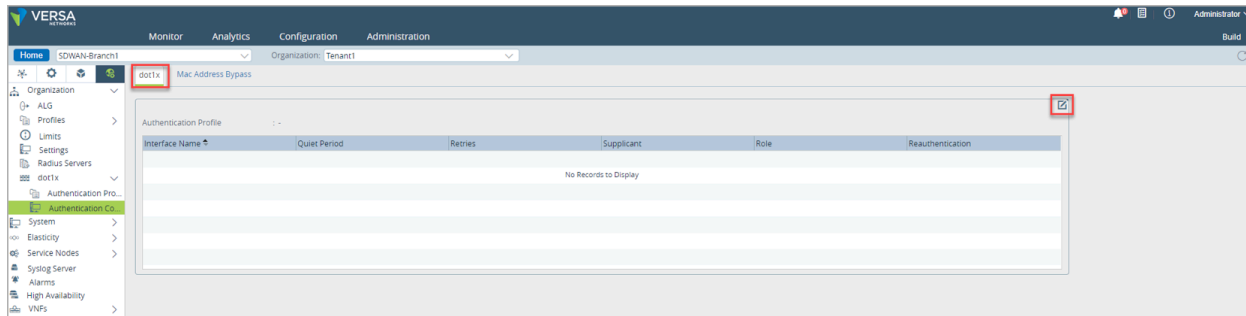 VERSA
NETWORKS
Administrator
Monitor Analytics Configuration Administration
Build
Home SDWAN-Branch1 Organization: Tenant1
dot1x Mac Address Bypass
Organization
ALG
Profiles
Limits
Settings
Radius Servers
dot1x
Authentication Pro...
Authentication Co...
System
Elasticity
Service Nodes
Syslog Server
Alarms
High Availability
VNFs
Authentication Profile : -
Interface Name Quiet Period Retries Supplicant Role Reauthentication
No Records to Display